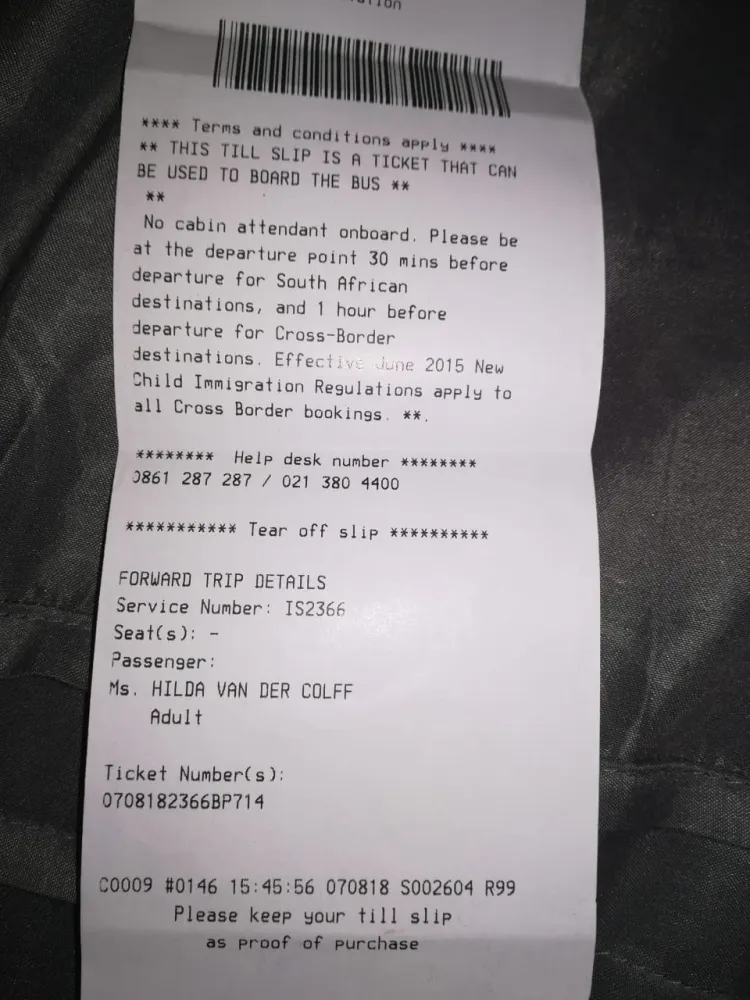 **** Terms and conditions apply ****
** THIS TILL SLIP IS A TICKET THAT CAN
BE USED TO BOARD THE BUS **
**
No cabin attendant onboard. Please be
at the departure point 30 mins before
departure for South African
destinations, and 1 hour before
departure for Cross-Border
destinations. Effective June 2015 New
Child Immigration Regulations apply to
all Cross Border bookings. **.
******** Help desk number ********
0861 287 287 / 021 380 4400
*********** Tear off slip **********
FORWARD TRIP DETAILS
Service Number: IS2366
Seat(s): -
Passenger:
Ms. HILDA VAN DER COLFF
Adult
Ticket Number(s):
0708182366BP714
C0009 #0146 15:45:56 070818 S002604 R99
Please keep your till slip
as proof of purchase